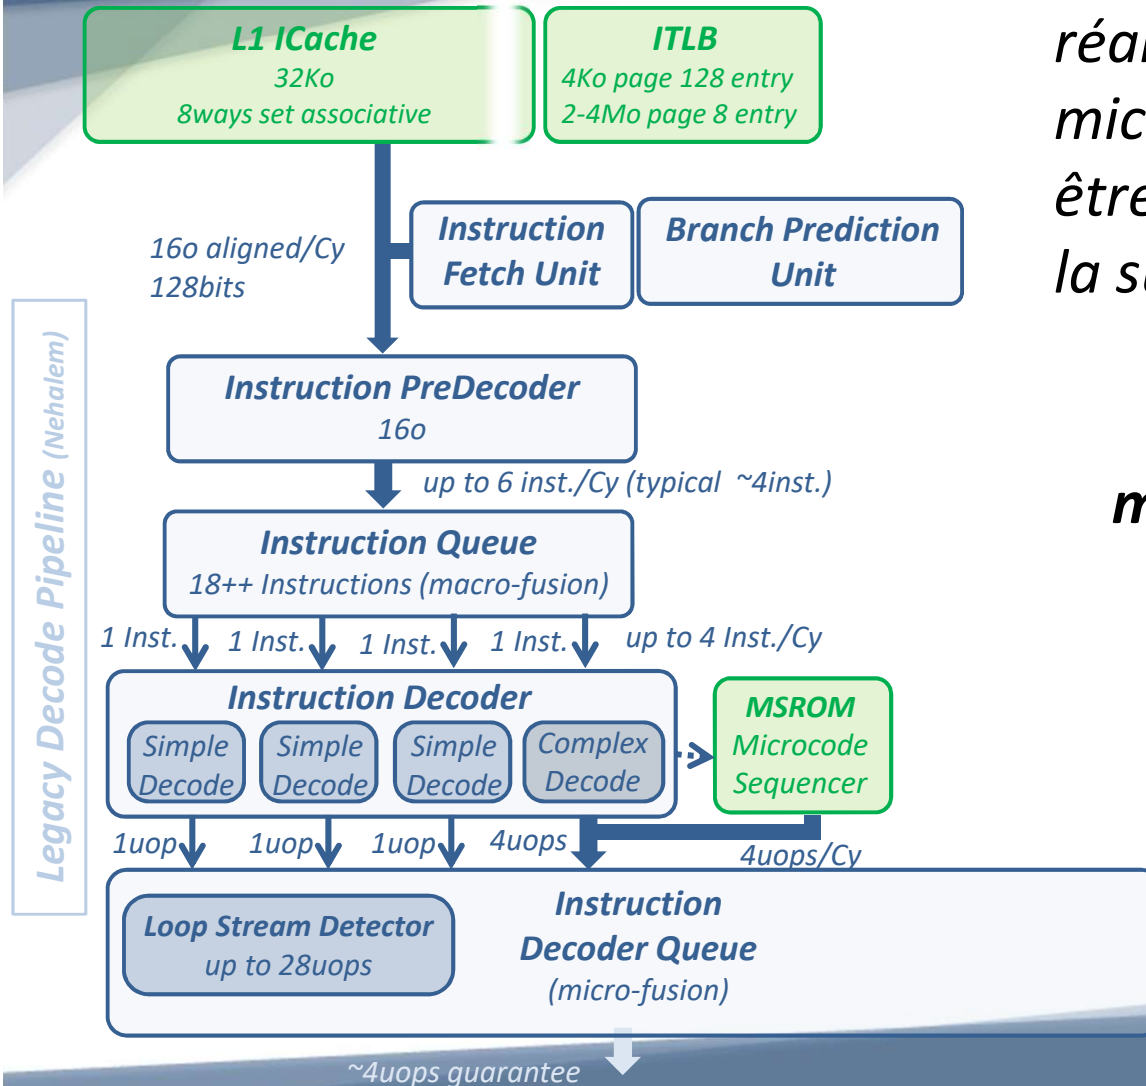 L1 ICache
32Ko
8ways set associative
ITLB
4Ko page 128 entry
2-4Mo page 8 entry
16o aligned/Cy
128bits
Instruction
Fetch Unit
Branch Prediction
Unit
Legacy Decode Pipeline (Nehalem)
Instruction PreDecoder
16o
up to 6 inst./Cy (typical ~4inst.)
Instruction Queue
18++ Instructions (macro-fusion)
1 Inst. 1 Inst. 1 Inst. 1 Inst. up to 4 Inst./Cy
Instruction Decoder
Simple
Decode
Simple
Decode
Simple
Decode
Complex
Decode
MSROM
Microcode
Sequencer
1uop 1uop 1uop 4uops
4uops/Cy
Loop Stream Detector
up to 28uops
Instruction
Decoder Queue
(micro-fusion)
~4uops guarantee
réa
mic
être
la s
m